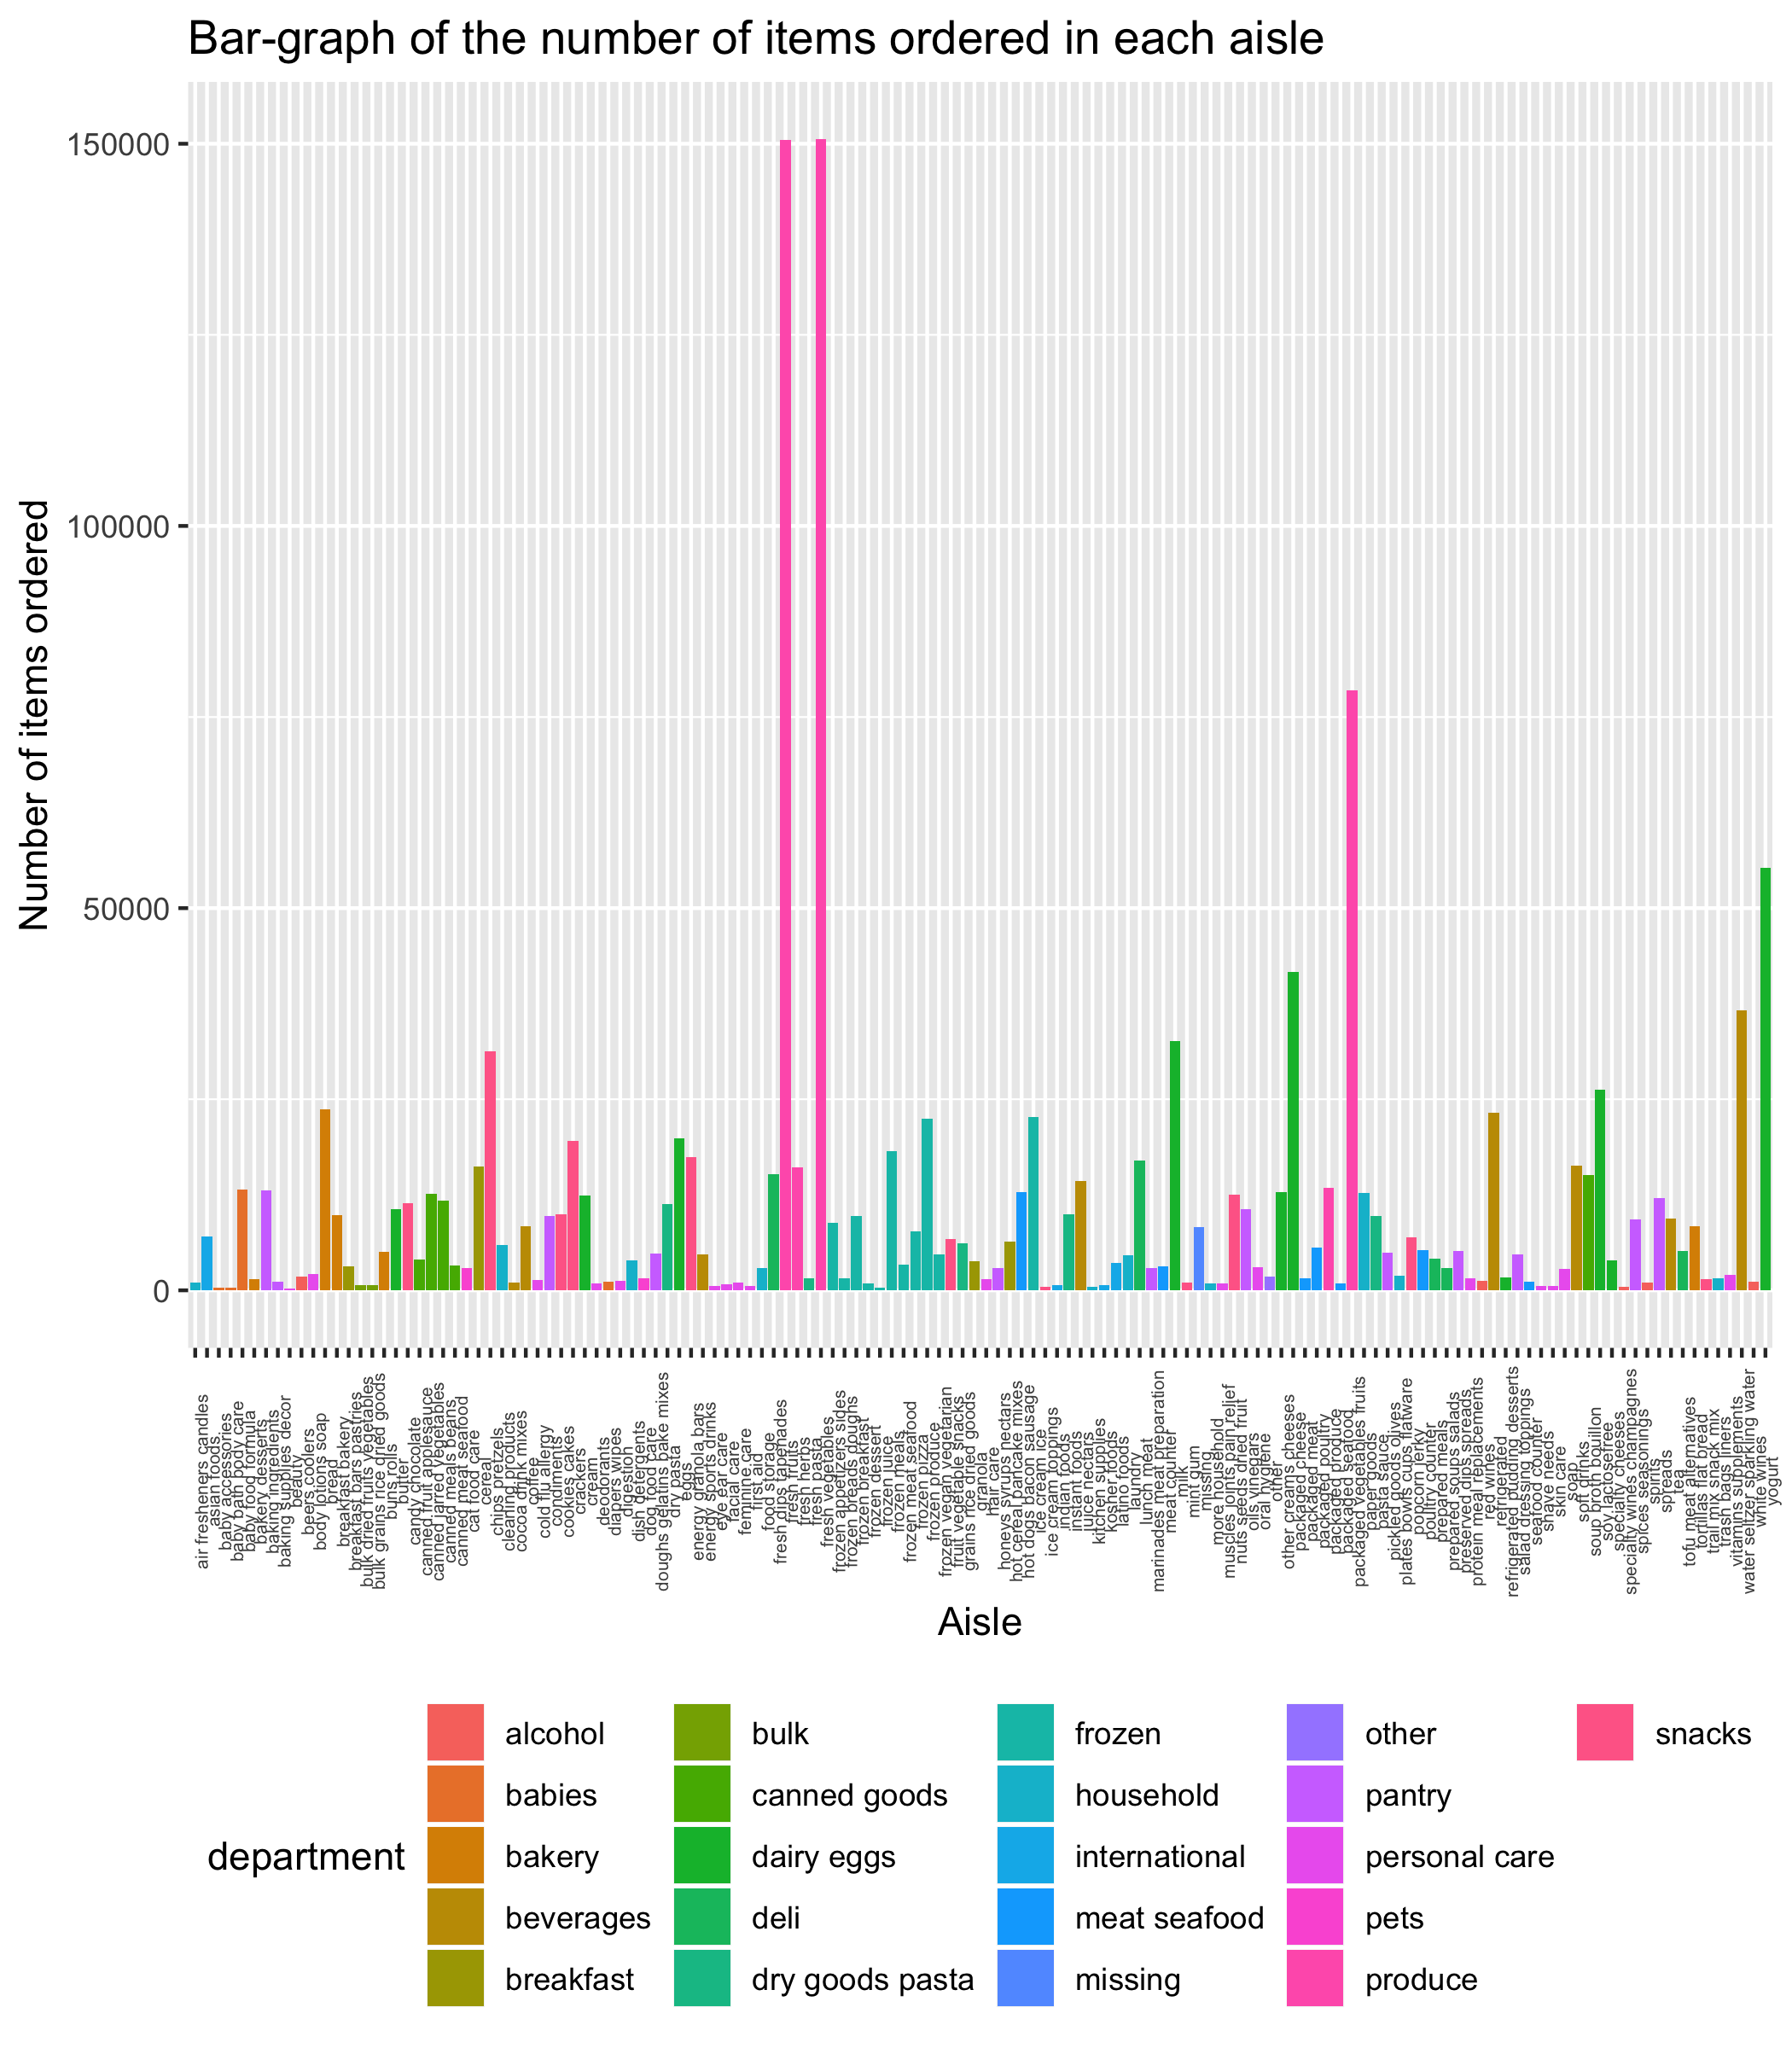 Bar-graph of the number of items ordered in each aisle
Number of items ordered
150000
100000
50000
0
air fresheners candles
asian foods
baby accessories
baby bath body care
baby food formula
bakery desserts
baking ingredients
baking supplies decor
beauty
beers coolers
body lotions soap
bread
breakfast bakery
breakfast bars pastries
bulk dried fruits vegetables
bulk grains rice dried goods
buns rolls
butter
candy chocolate
canned fruit applesauce
canned jarred vegetables
canned meals beans
canned meat seafood
cat food care
cereal
chips pretzels
cleaning products
cocoa drink mixes
coffee
cold flu allergy
condiments
cookies cakes
crackers
cream
deodorants
diapers wipes
digestion
dish detergents
dog food care
doughs gelatins bake mixes
dry pasta
eggs
energy granola bars
energy sports drinks
eye ear care
facial care
feminine care
first aid
food storage
fresh dips tapenades
fresh fruits
fresh herbs
fresh pasta
fresh vegetables
frozen appetizers sides
frozen breads doughs
frozen breakfast
frozen dessert
frozen juice
frozen meals
frozen meat seafood
frozen pizza
frozen produce
frozen vegan vegetarian
fruit vegetable snacks
grains rice dried goods
granola
hair care
honeys syrups nectars
hot cereal pancake mixes
hot dogs bacon sausage
ice cream ice
ice cream toppings
indian foods
instant foods
juice nectars
kitchen supplies
kosher foods
latino foods
laundry
lunch meat
marinades meat preparation
meat counter
milk
mint gum
missing
more household
muscles joints pain relief
nuts seeds dried fruit
oils vinegars
oral hygiene
other
other creams cheeses
packaged cheese
packaged meat
packaged poultry
packaged produce
packaged seafood
packaged vegetables fruits
paper goods
pasta sauce
pickled goods olives
plates bowls cups flatware
popcorn jerky
poultry counter
prepared meals
prepared soups salads
preserved dips spreads
protein meal replacements
red wines
refrigerated
refrigerated pudding desserts
salad dressing toppings
seafood counter
shave needs
skin care
soap
soft drinks
soup broth bouillon
soy lactosefree
specialty cheeses
specialty wines champagnes
spices seasonings
spirits
spreads
tea
tofu meat alternatives
tortillas flat bread
trail mix snack mix
trash bags liners
vitamins supplements
water seltzer sparkling water
white wines
yogurt
Aisle
department
alcohol
babies
bakery
beverages
breakfast
bulk
canned goods
dairy eggs
deli
dry goods pasta
frozen
household
international
meat seafood
missing
other
pantry
personal care
pets
produce
snacks